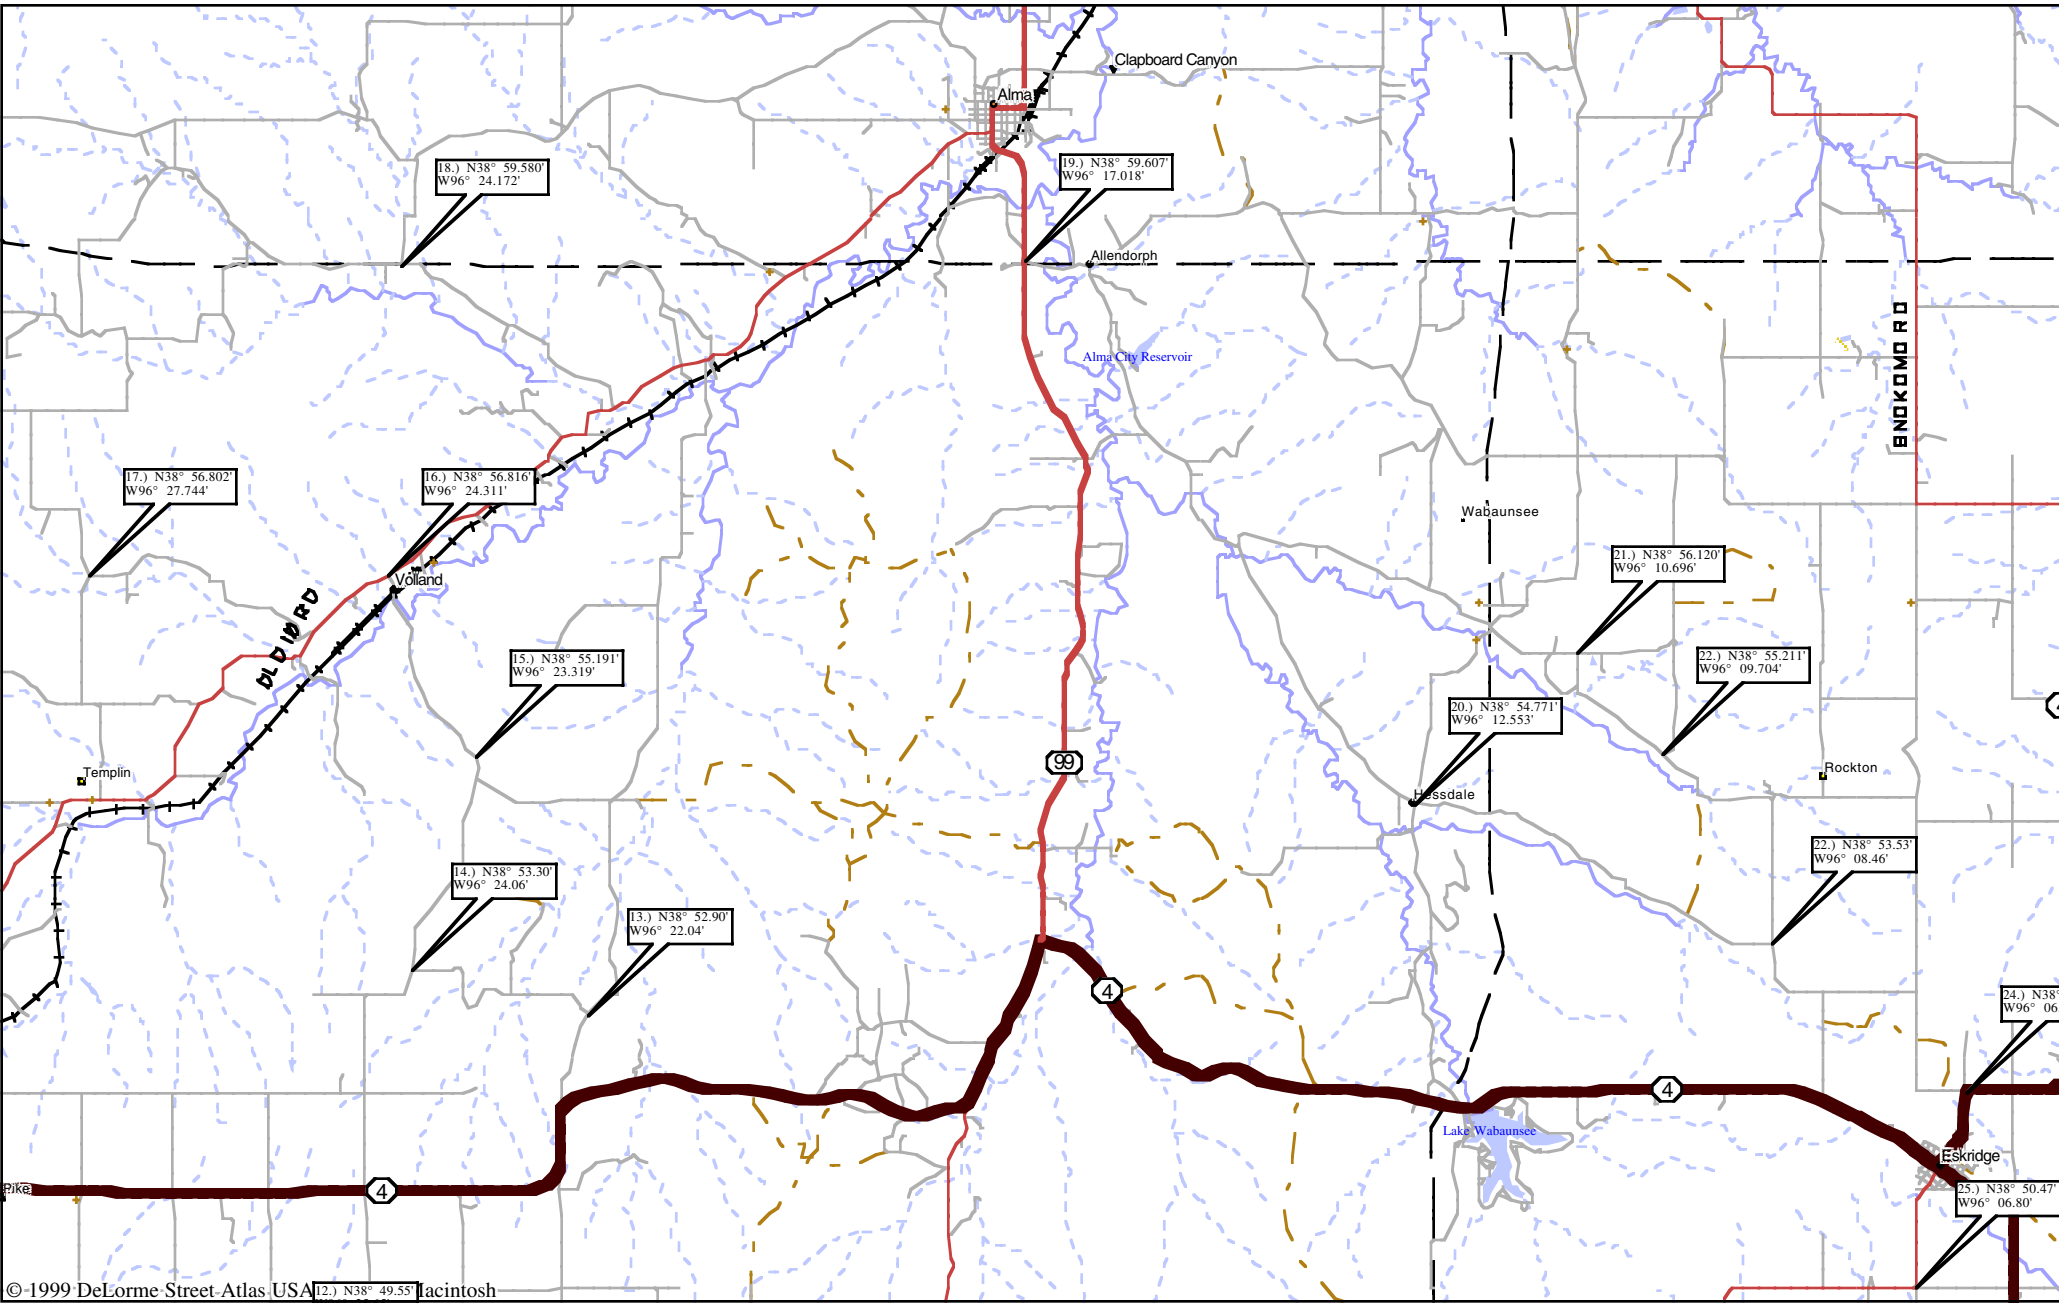 Clapboard Canyon
Alma
18.) N38° 59.580'
W96° 24.172'
19.) N38° 59.607'
W96° 17.018'
Allendorph
Alma City Reservoir
SNOKOMO RD
17.) N38° 56.802'
W96° 27.744'
16.) N38° 56.816'
W96° 24.311'
Wabaunsee
21.) N38° 56.120'
W96° 10.696'
Volland
OLD IRD
15.) N38° 55.191'
W96° 23.319'
22.) N38° 55.211'
W96° 09.704'
20.) N38° 54.771'
W96° 12.553'
99
Templin
Rockton
Hessdale
22.) N38° 53.53'
W96° 08.46'
14.) N38° 53.30'
W96° 24.06'
13.) N38° 52.90'
W96° 22.04'
4
24.) N38°
W96° 06
4
Lake Wabaunsee
Eskridge
Pike
4
25.) N38° 50.47'
W96° 06.80'
© 1999 DeLorme Street Atlas USA
12.) N38° 49.55'
Macintosh